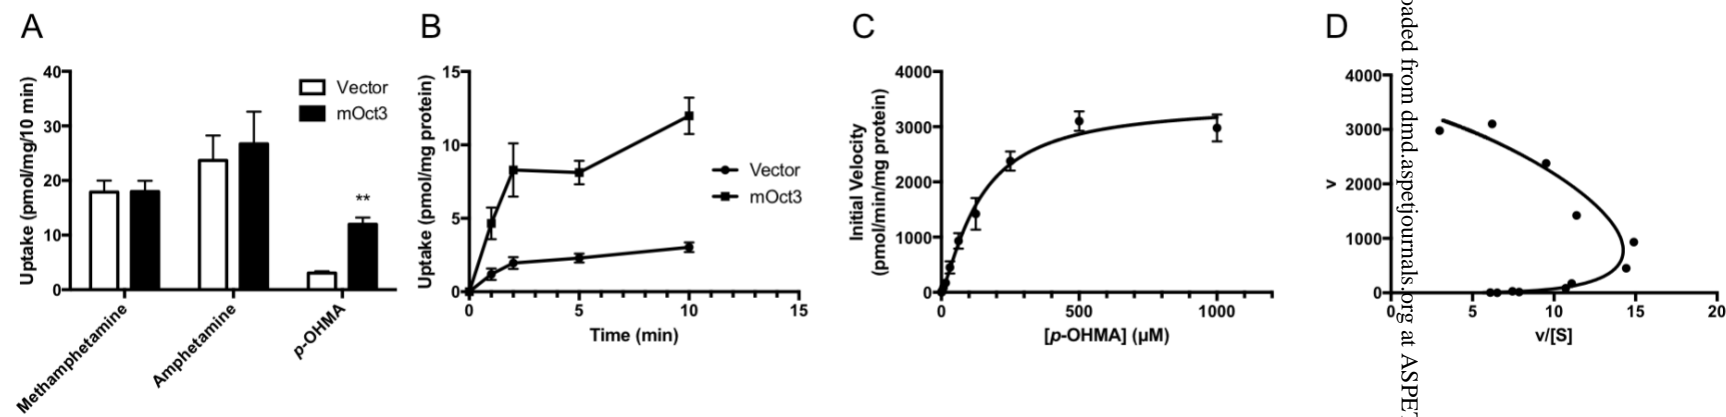 A
Uptake (pmol/mg/10 min)
40
30
20
10
0
Vector
mOct3
**
Methamphetamine
Amphetamine
p-OHMA
B
Uptake (pmol/mg protein)
15
10
5
0
0
5
10
15
Time (min)
Vector
mOct3
C
Initial Velocity
(pmol/min/mg protein)
4000
3000
2000
1000
0
0
500
1000
[p-OHMA] (μM)
D
v
4000
3000
2000
1000
0
0
5
10
15
20
v/[S]
oaded from dmd.aspetjournals.org at ASPET